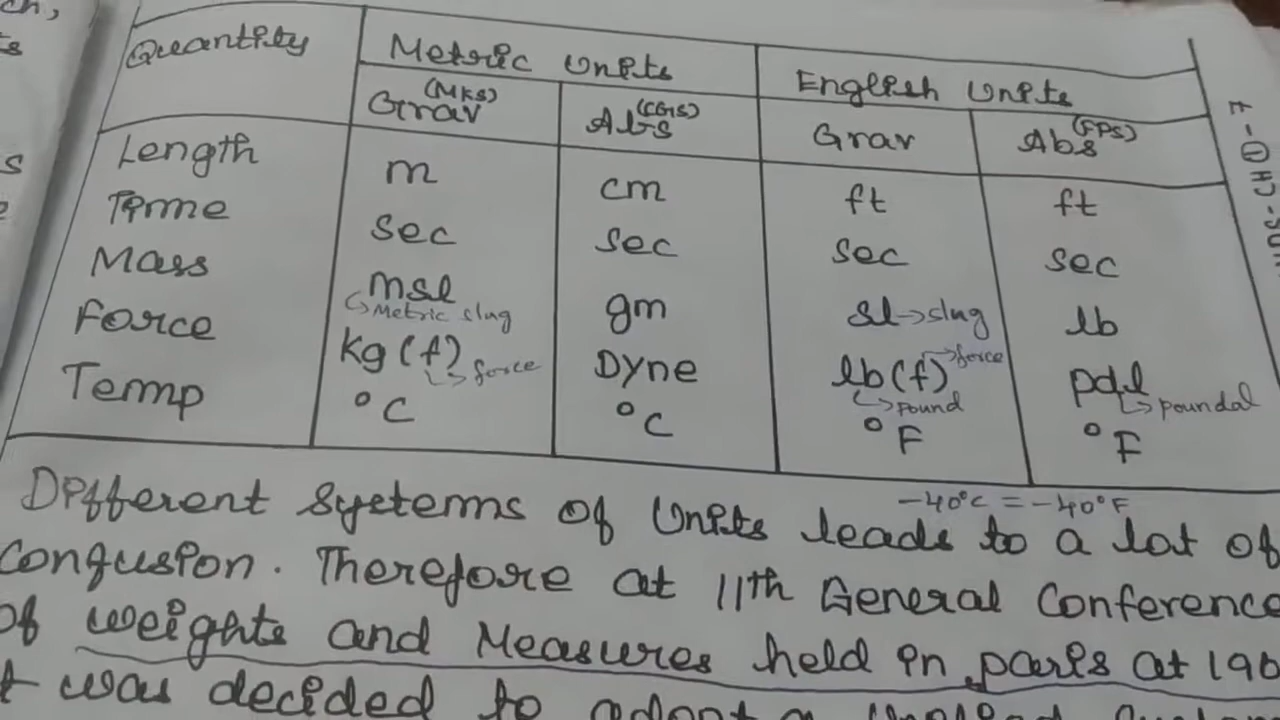 Quantity Metric Units English Units
Grav (MKS) Abs (CGS) Grav Abs (FPS)
Length m cm ft ft
Time sec sec sec sec
Mass msl gm sl → slug lb
↳ Metric slug
Force kg (f) ↳ force Dyne lb(f) → force pdl ↳ poundal
↳ pound
Temp °C °C °F °F
-40°C = -40°F
Different Systems of Units leads to a lot of
Confusion. Therefore at 11th General Conference
of weights and Measures held in paris at 196
it was decided to adopt a Unified